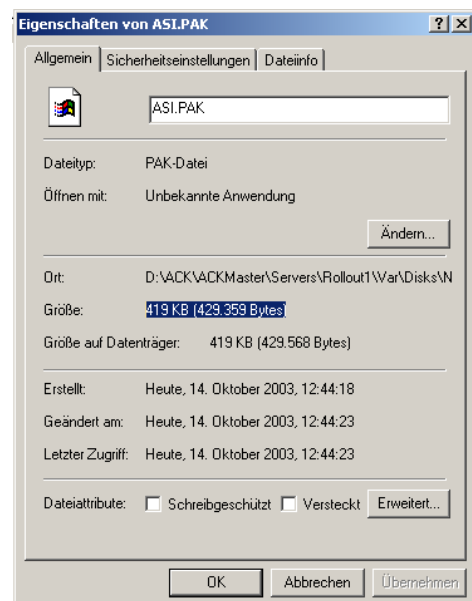 Eigenschaften von ASI.PAK
Allgemein Sicherheitseinstellungen Dateiinfo
ASI.PAK
Dateityp: PAK-Datei
Öffnen mit: Unbekannte Anwendung
Ändern...
Ort: D:\ACK\ACKMaster\Servers\Rollout1\Var\Disks\N
Größe: 419 KB (429.359 Bytes)
Größe auf Datenträger: 419 KB (429.568 Bytes)
Erstellt: Heute, 14. Oktober 2003, 12:44:18
Geändert am: Heute, 14. Oktober 2003, 12:44:23
Letzter Zugriff: Heute, 14. Oktober 2003, 12:44:23
Dateiattribute: Schreibgeschützt Versteckt Erweitert...
OK Abbrechen Übernehmen